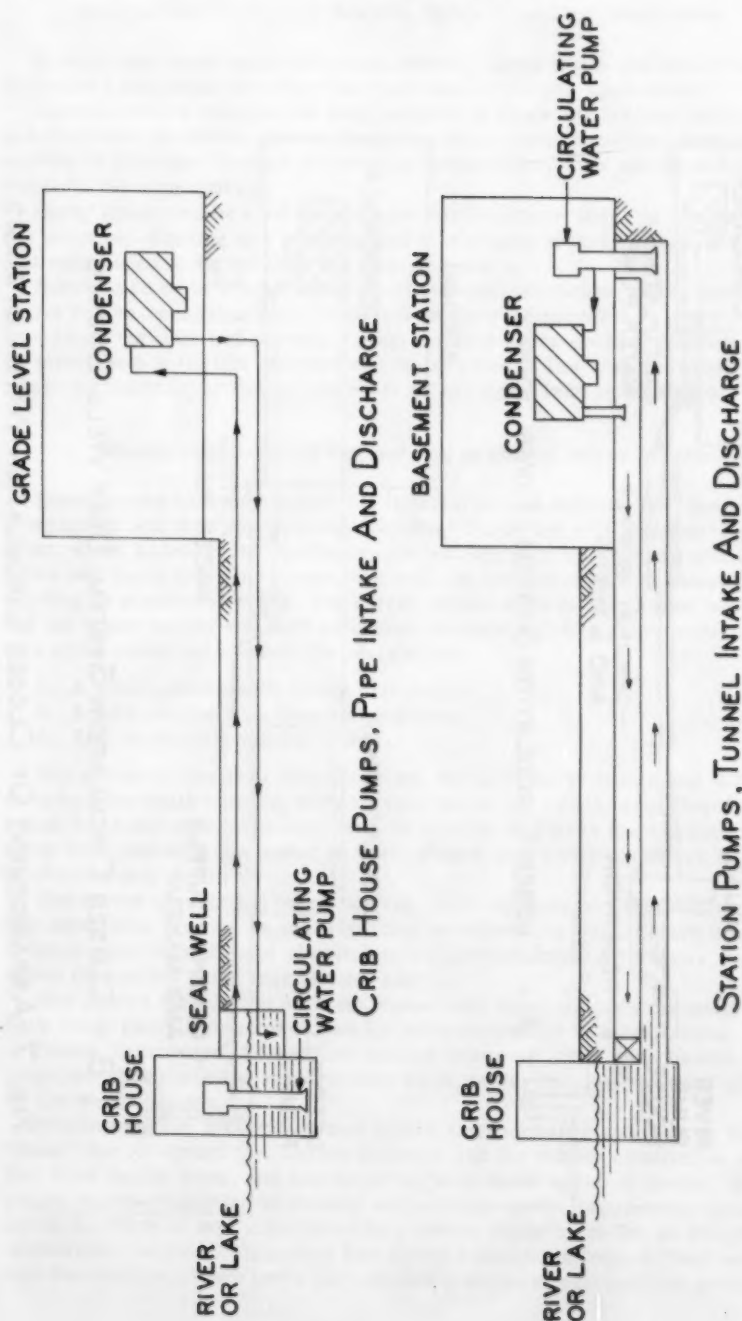 GRADE LEVEL STATION
CONDENSER
SEAL WELL
CRIB
HOUSE
RIVER
OR LAKE
CIRCULATING
WATER PUMP
CRIB HOUSE PUMPS, PIPE INTAKE AND DISCHARGE
CIRCULATING
WATER PUMP
BASEMENT STATION
CONDENSER
CRIB
HOUSE
RIVER
OR LAKE
STATION PUMPS, TUNNEL INTAKE AND DISCHARGE